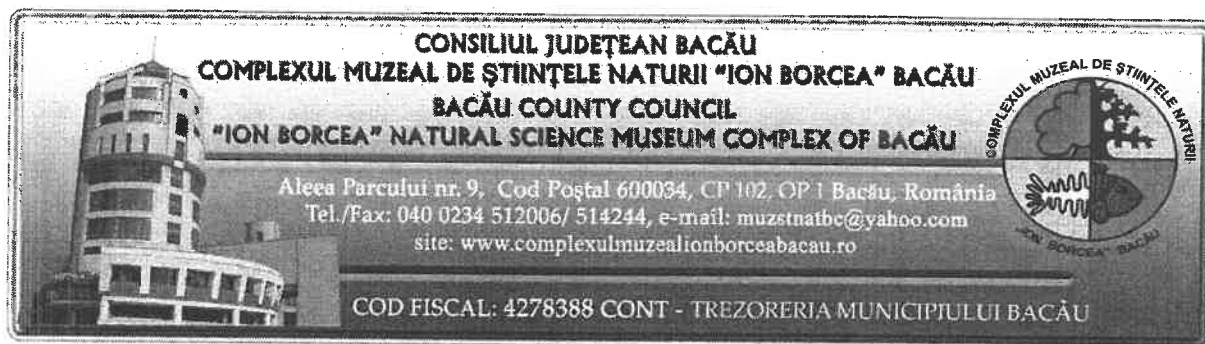 CONSILIUL JUDEȚEAN BACĂU
COMPLEXUL MUZEAL DE ȘTIINȚELE NATURII "ION BORCEA" BACĂU
BACĂU COUNTY COUNCIL
"ION BORCEA" NATURAL SCIENCE MUSEUM COMPLEX OF BACĂU
Aleea Parcului nr. 9, Cod Poștal 600034, CP 102, OP 1 Bacău, România
Tel./Fax: 040 0234 512006/ 514244, e-mail: muzstnatbc@yahoo.com
site: www.complexulmuzealionborceabacau.ro
COD FISCAL: 4278388 CONT - TREZORERIA MUNICIPIULUI BACĂU
COMPLEXUL MUZEAL DE ȘTIINȚELE NATURII
„ION BORCEA" BACĂU